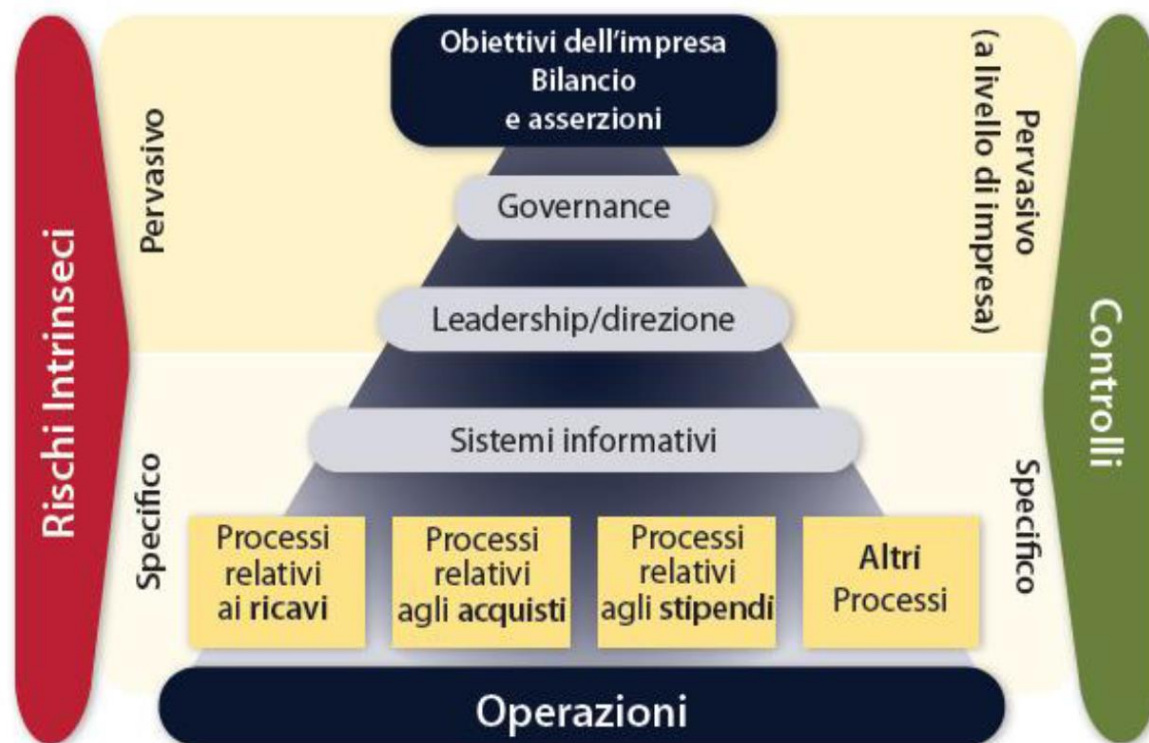 Obiettivi dell'impresa
Bilancio
e asserzioni
Rischi Intrinseci
Pervasivo
Pervasivo
(a livello di impresa)
Governance
Leadership/direzione
Controlli
Sistemi informativi
Specifico
Specifico
Processi
relativi
ai ricavi
Processi
relativi
agli acquisti
Processi
relativi
agli stipendi
Altri
Processi
Operazioni